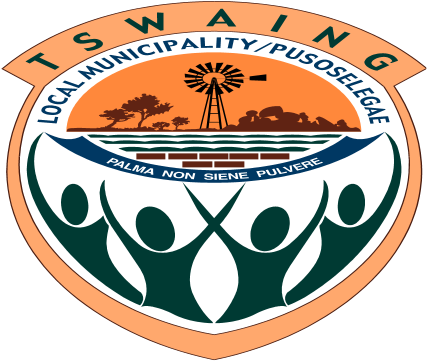 TSWAING
LOCAL MUNICIPALITY/PUSOSELEGAE
PALMA NON SIENE PULVERE